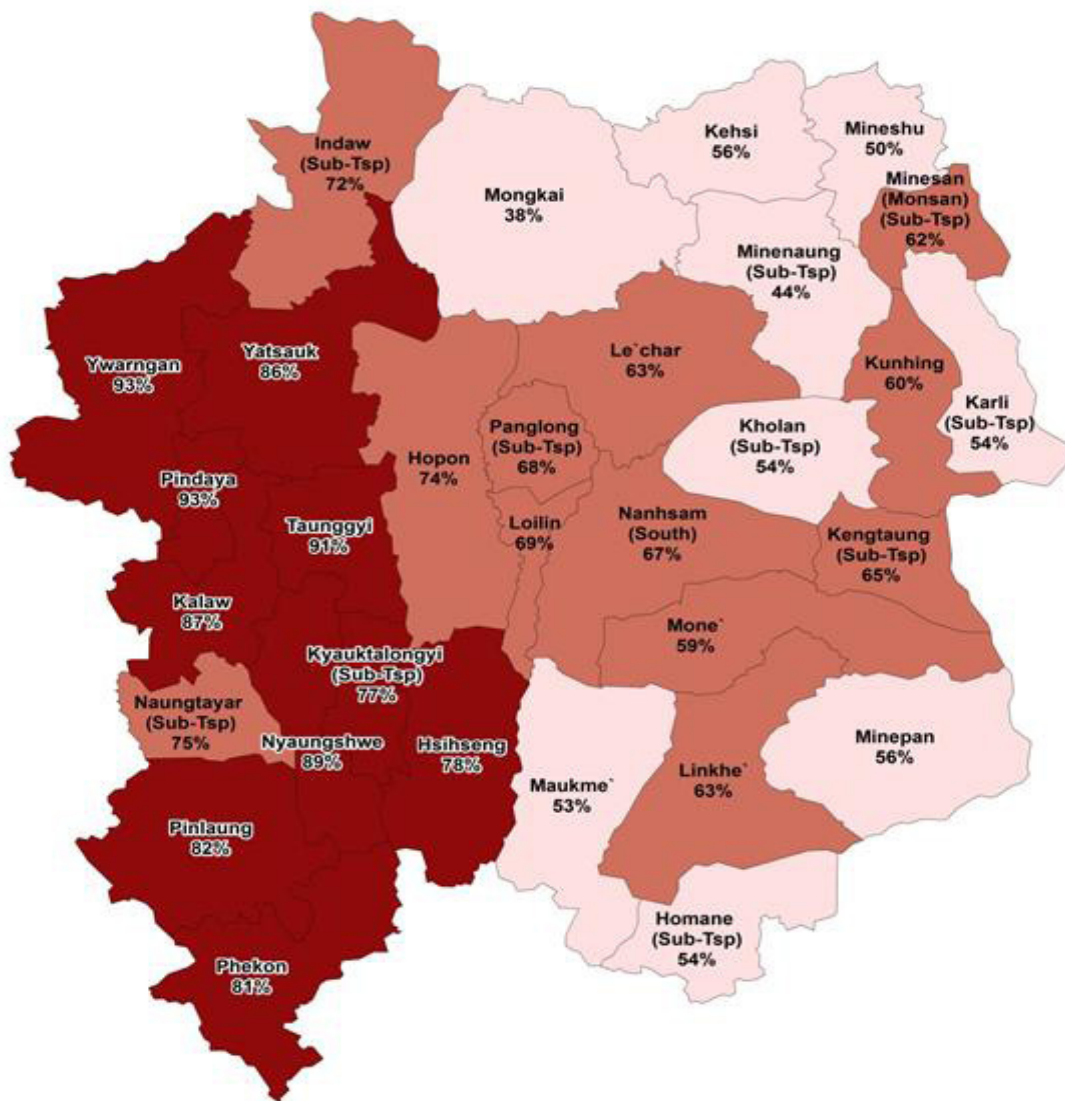 Kehsi
56%
Mineshu
50%
Indaw
(Sub-Tsp)
72%
Mongkai
38%
Minesan
(Monsan)
(Sub-Tsp)
62%
Minenaung
(Sub-Tsp)
44%
Ywarngan
93%
Yatsauk
86%
Le`char
63%
Kunhing
60%
Karli
(Sub-Tsp)
54%
Panglong
(Sub-Tsp)
68%
Kholan
(Sub-Tsp)
54%
Hopon
74%
Pindaya
93%
Taunggyi
91%
Loilin
69%
Nanhsam
(South)
67%
Kengtaung
(Sub-Tsp)
65%
Kalaw
87%
Mone`
59%
Kyauktalongyi
(Sub-Tsp)
77%
Naungtayar
(Sub-Tsp)
75%
Nyaungshwe
89%
Hsihseng
78%
Minepan
56%
Maukme`
53%
Linkhe`
63%
Pinlaung
82%
Homane
(Sub-Tsp)
54%
Phekon
81%